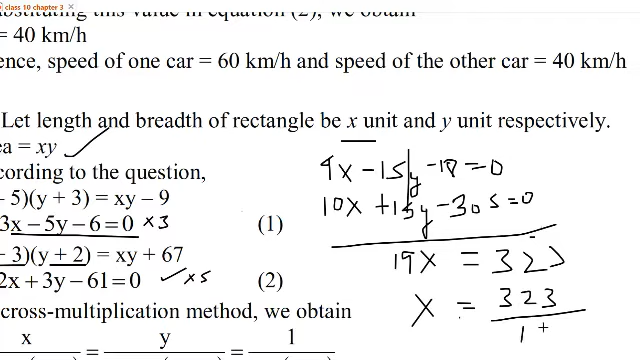 class 10 chapter 3
stituting this value in equation (2), we obtain
= 40 km/h
ence, speed of one car = 60 km/h and speed of the other car = 40 km/h
Let length and breadth of rectangle be x unit and y unit respectively.
ea = xy
cording to the question,
- 5)(y + 3) = xy - 9
3x - 5y - 6 = 0 ×3 (1)
- 3)(y + 2) = xy + 67
2x + 3y - 61 = 0 ×5 (2)
cross-multiplication method, we obtain
x = y = 1
9x - 15y - 18 = 0
10x + 15y - 305 = 0
19x = 323
x = 323
1